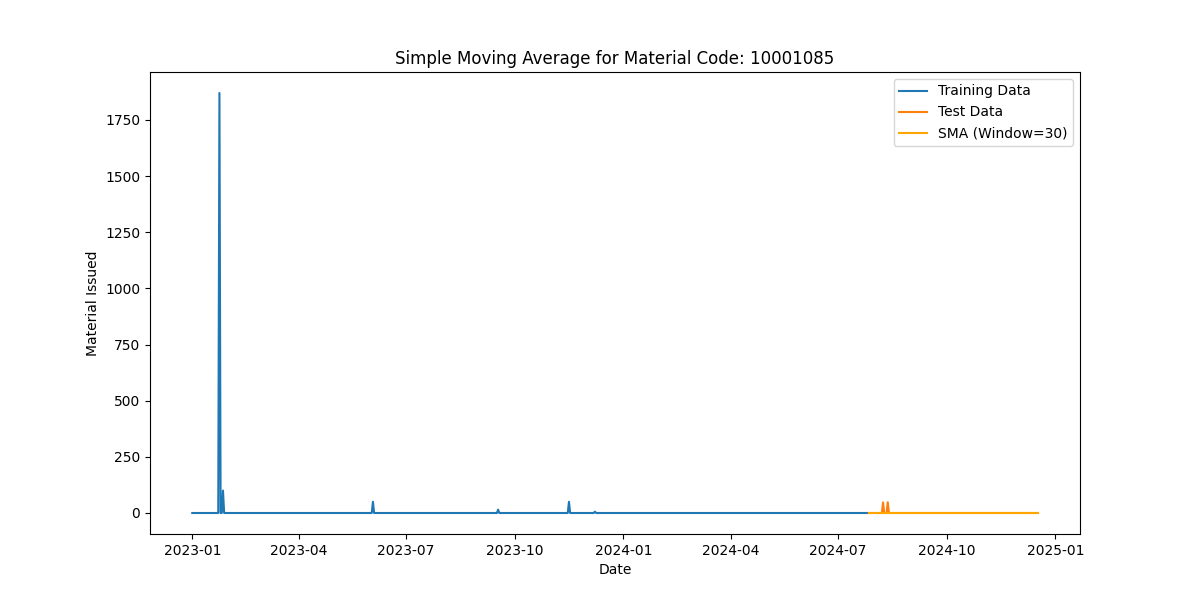 Simple Moving Average for Material Code: 10001085
Training Data
Test Data
SMA (Window=30)
Material Issued
1750
1500
1250
1000
750
500
250
0
2023-01 2023-04 2023-07 2023-10 2024-01 2024-04 2024-07 2024-10 2025-01
Date